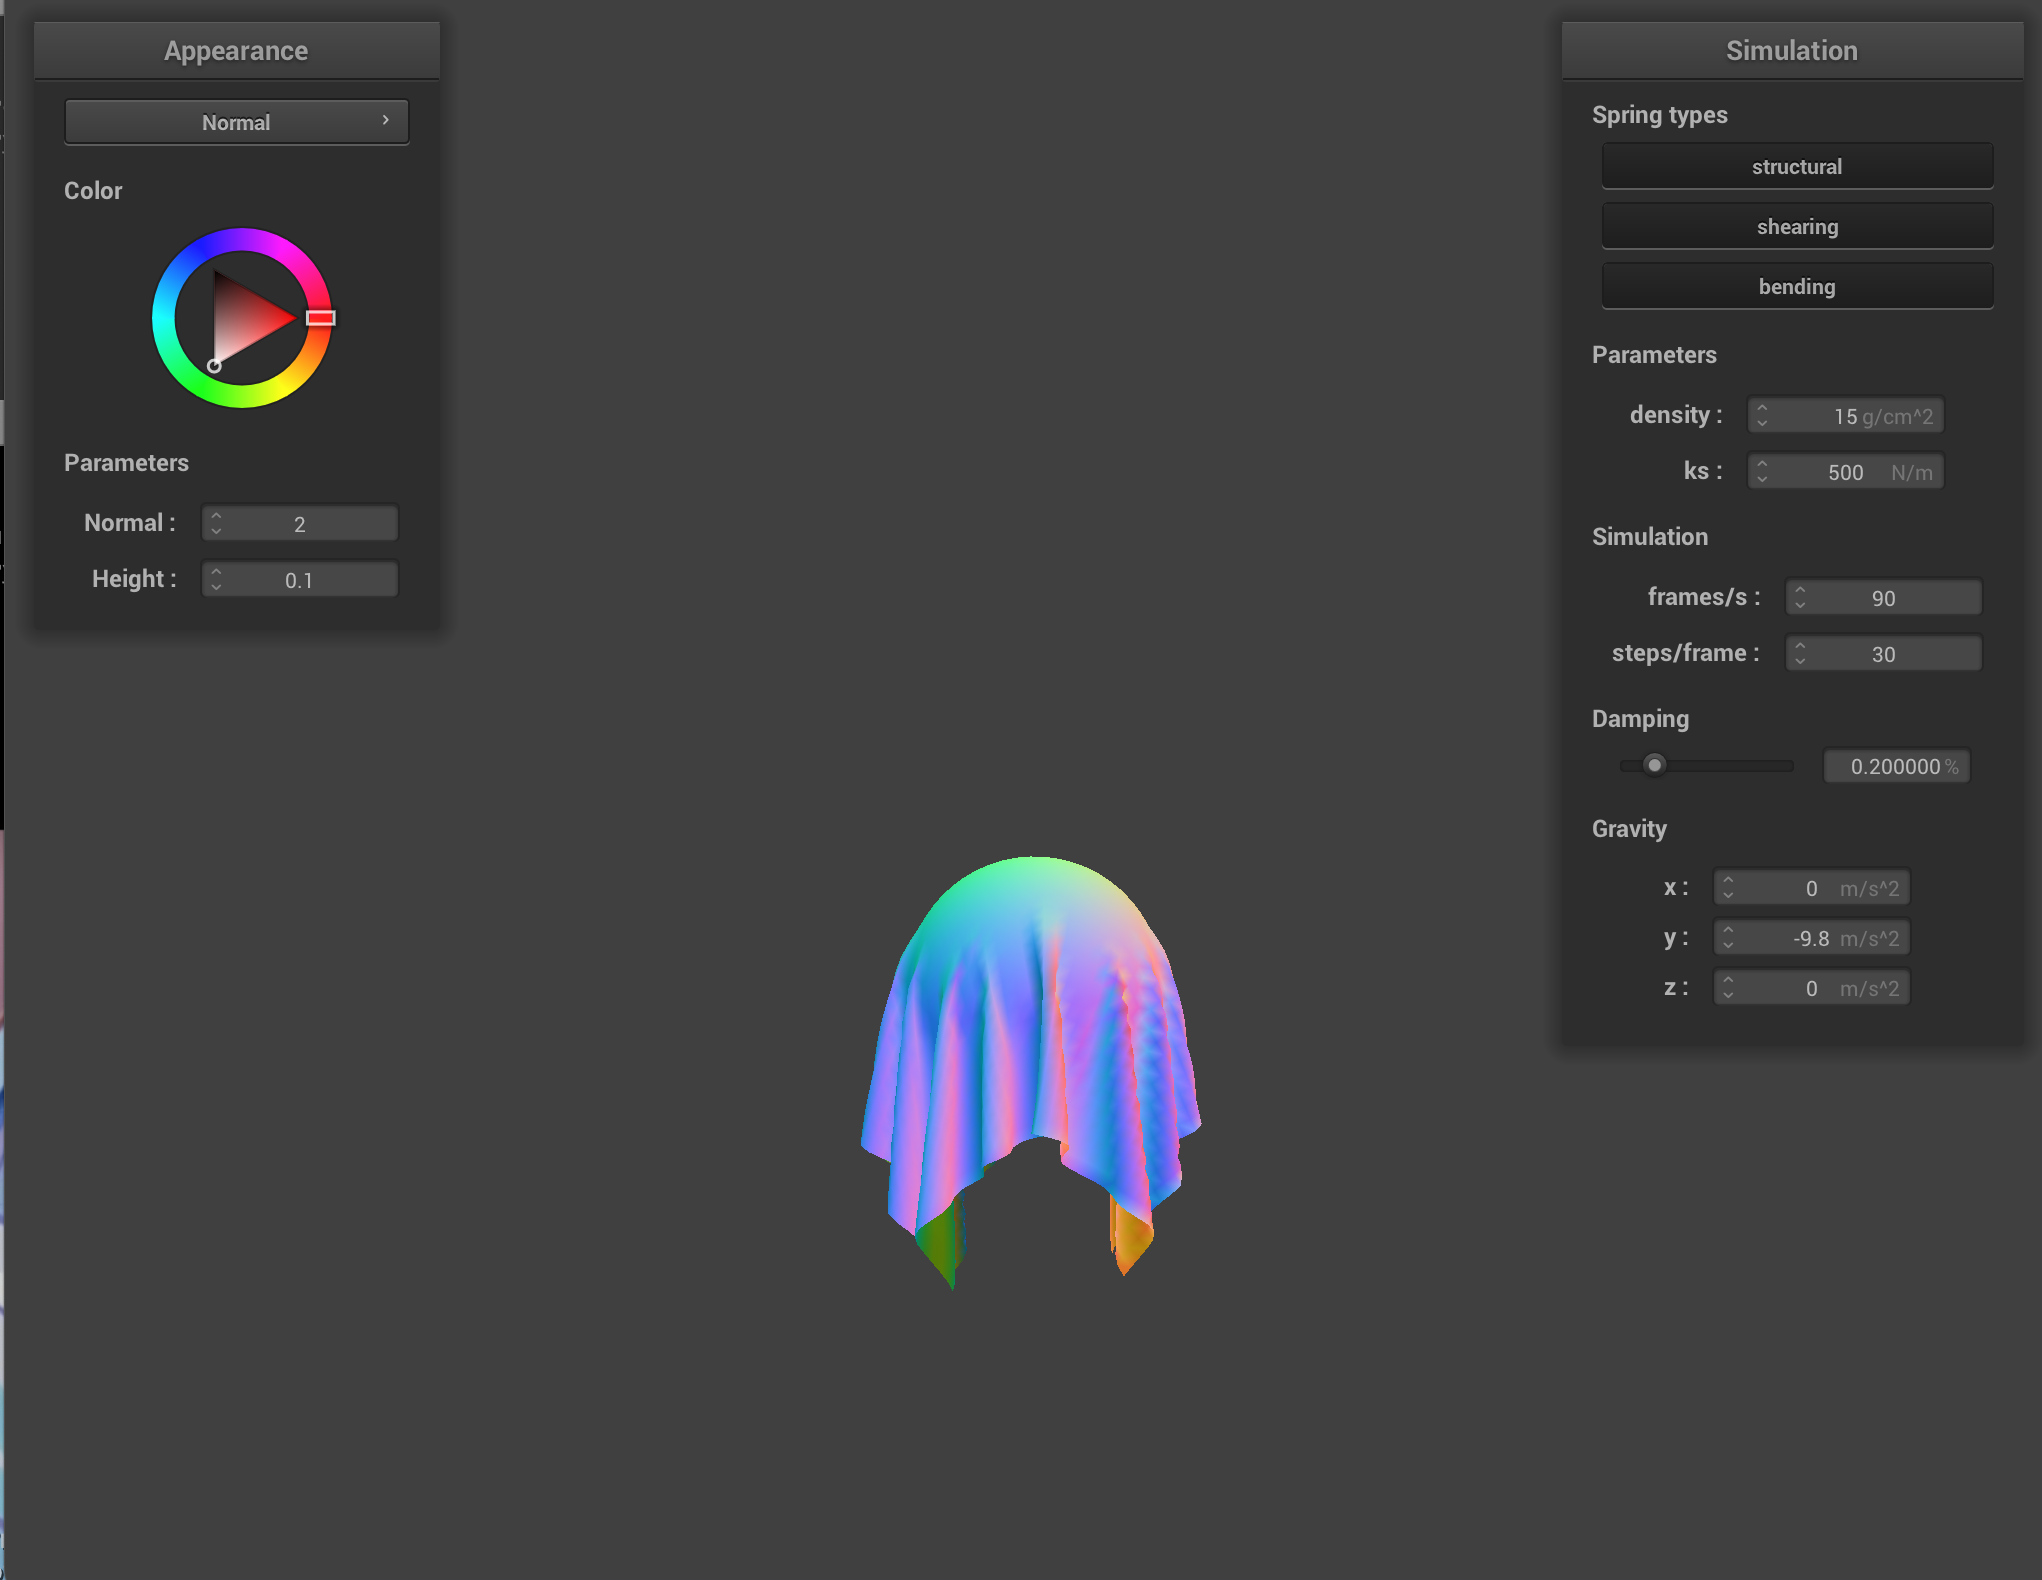 Appearance
Normal
Color
Parameters
Normal : 2
Height : 0.1
Simulation
Spring types
structural
shearing
bending
Parameters
density : 15 g/cm^2
ks : 500 N/m
Simulation
frames/s : 90
steps/frame : 30
Damping
0.200000 %
Gravity
x : 0 m/s^2
y : -9.8 m/s^2
z : 0 m/s^2